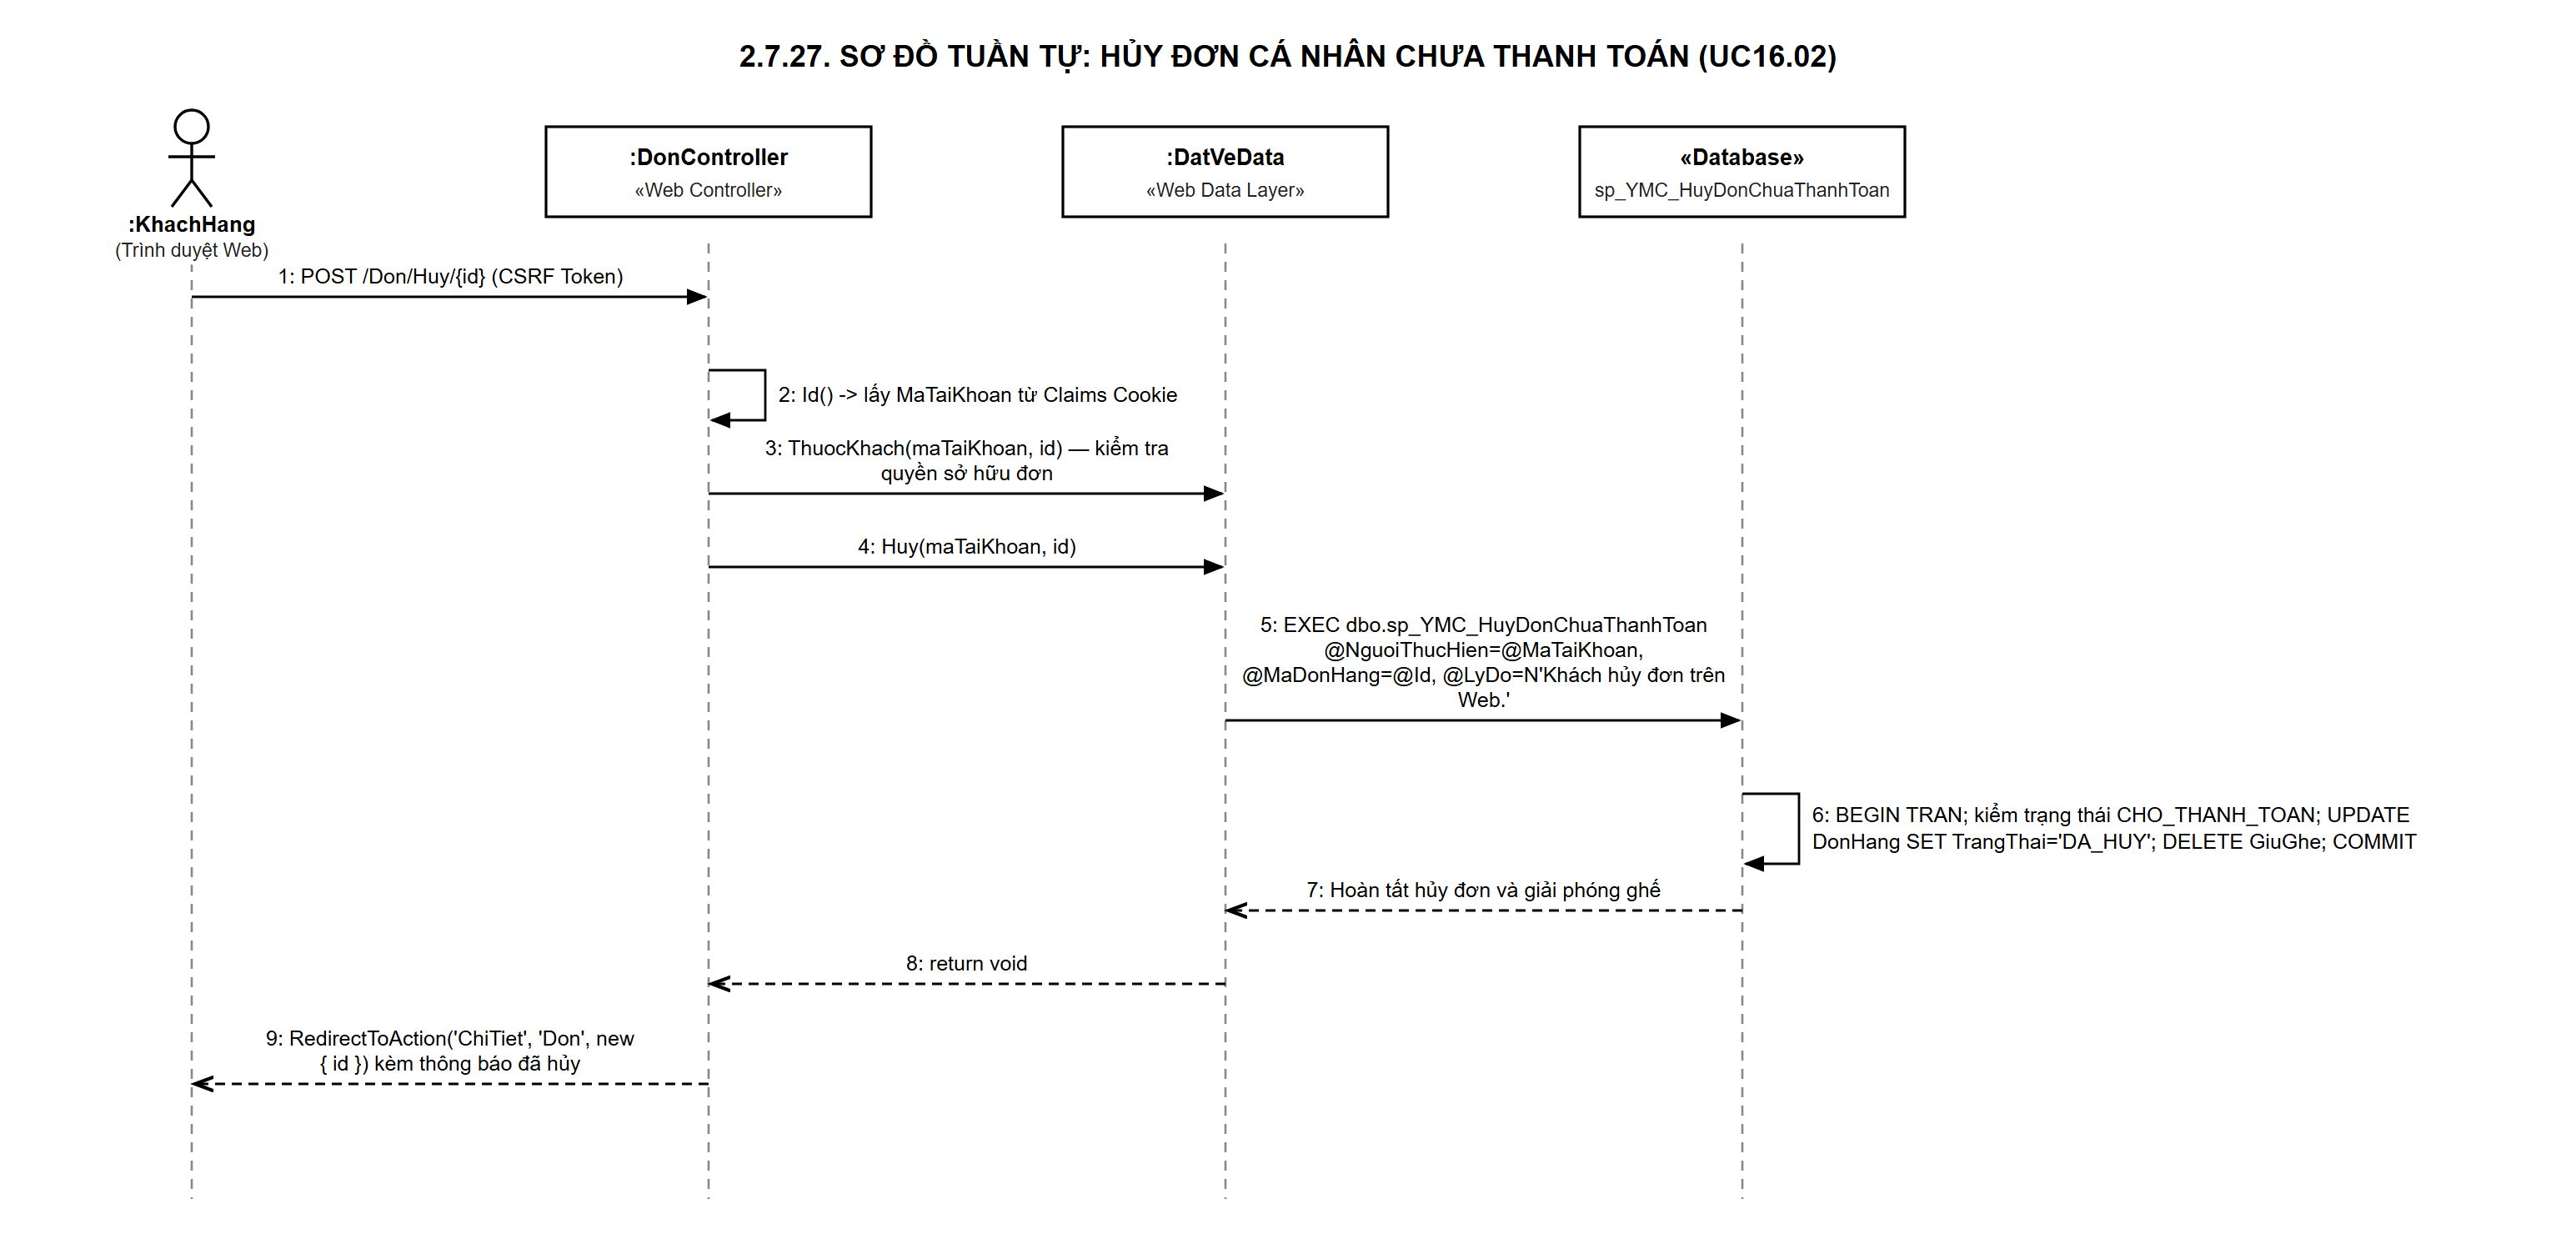 2.7.27. SƠ ĐỒ TUẦN TỰ: HỦY ĐƠN CÁ NHÂN CHƯA THANH TOÁN (UC16.02)
:KhachHang
(Trình duyệt Web)
:DonController
«Web Controller»
:DatVeData
«Web Data Layer»
«Database»
sp_YMC_HuyDonChuaThanhToan
1: POST /Don/Huy/{id} (CSRF Token)
2: Id() -> lấy MaTaiKhoan từ Claims Cookie
3: ThuocKhach(maTaiKhoan, id) — kiểm tra
quyền sở hữu đơn
4: Huy(maTaiKhoan, id)
5: EXEC dbo.sp_YMC_HuyDonChuaThanhToan
@NguoiThucHien=@MaTaiKhoan,
@MaDonHang=@Id, @LyDo=N'Khách hủy đơn trên
Web.'
6: BEGIN TRAN; kiểm trạng thái CHO_THANH_TOAN; UPDATE
DonHang SET TrangThai='DA_HUY'; DELETE GiuGhe; COMMIT
7: Hoàn tất hủy đơn và giải phóng ghế
8: return void
9: RedirectToAction('ChiTiet', 'Don', new
{ id }) kèm thông báo đã hủy